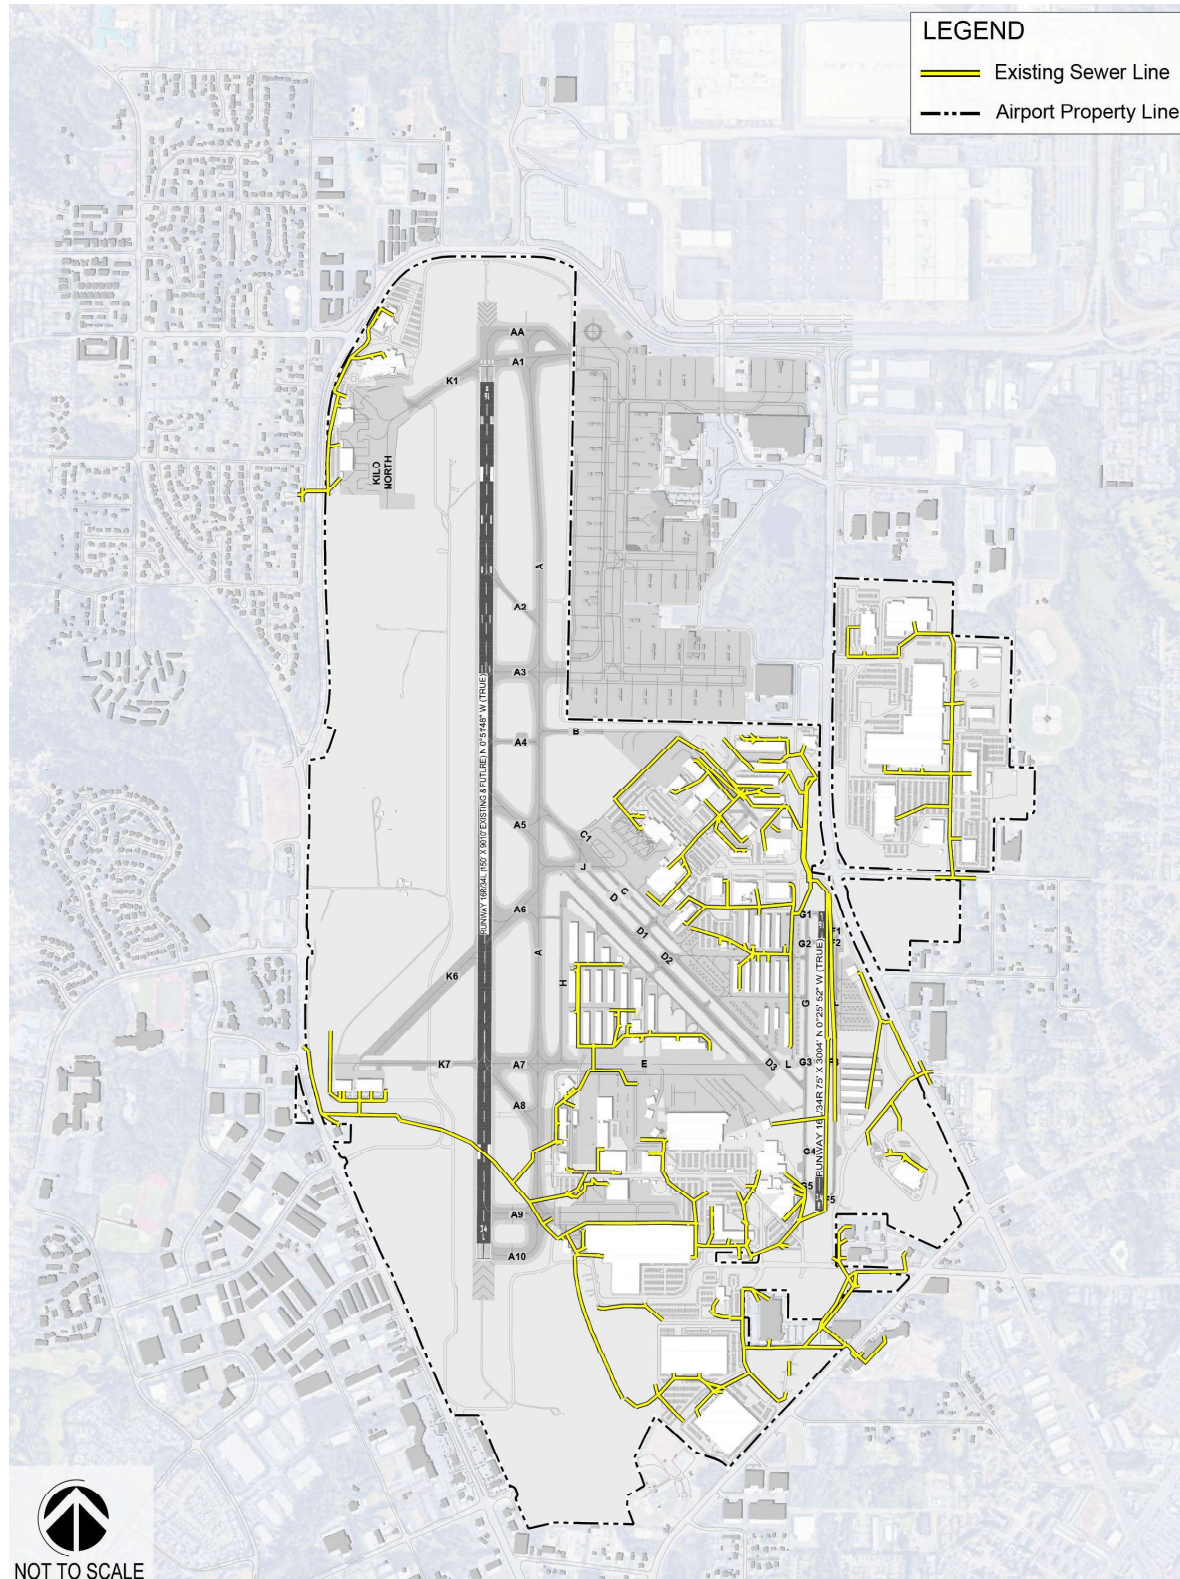 LEGEND
Existing Sewer Line
Airport Property Line
AA
A1
K1
KILO
NORTH
A
A2
A3
RUNWAY 16R/34L (150' X 9010' EXISTING & FUTURE) N 0°51'48" W (TRUE)
A4
B
A5
C1
J
C
D
A6
D1
D2
G1
F1
G2
F2
A
K6
H
G
RUNWAY 16L/34R 75' X 3004' N 0°25' 52" W (TRUE)
K7
A7
E
D3
L
G3
A8
G4
G5
F5
A9
A10
NOT TO SCALE